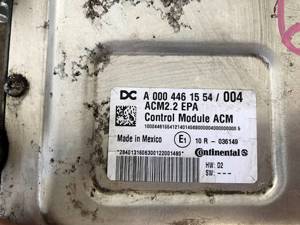 DC A 000 446 15 54 / 004
ACM2.2 EPA
Control Module ACM
Made in Mexico
E1
10 R - 036149
Continental
HW: D2
SW: ---